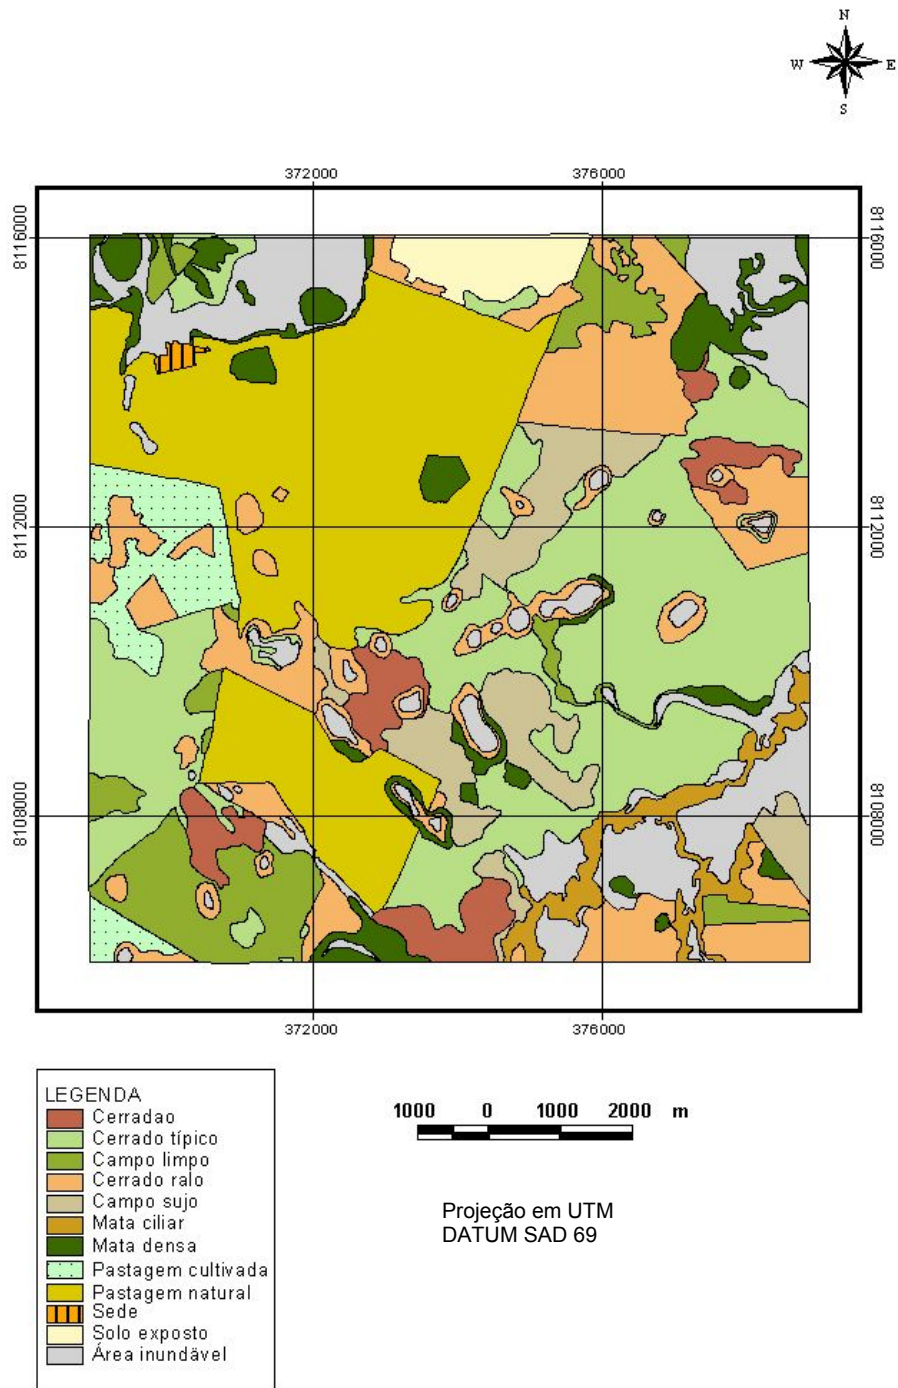 N
W E
S
372000 376000
8116000 8116000
8112000 8112000
8108000 8108000
372000 376000
LEGENDA
Cerradao
Cerrado típico
Campo limpo
Cerrado ralo
Campo sujo
Mata ciliar
Mata densa
Pastagem cultivada
Pastagem natural
Sede
Solo exposto
Área inundável
1000 0 1000 2000 m
Projeção em UTM
DATUM SAD 69